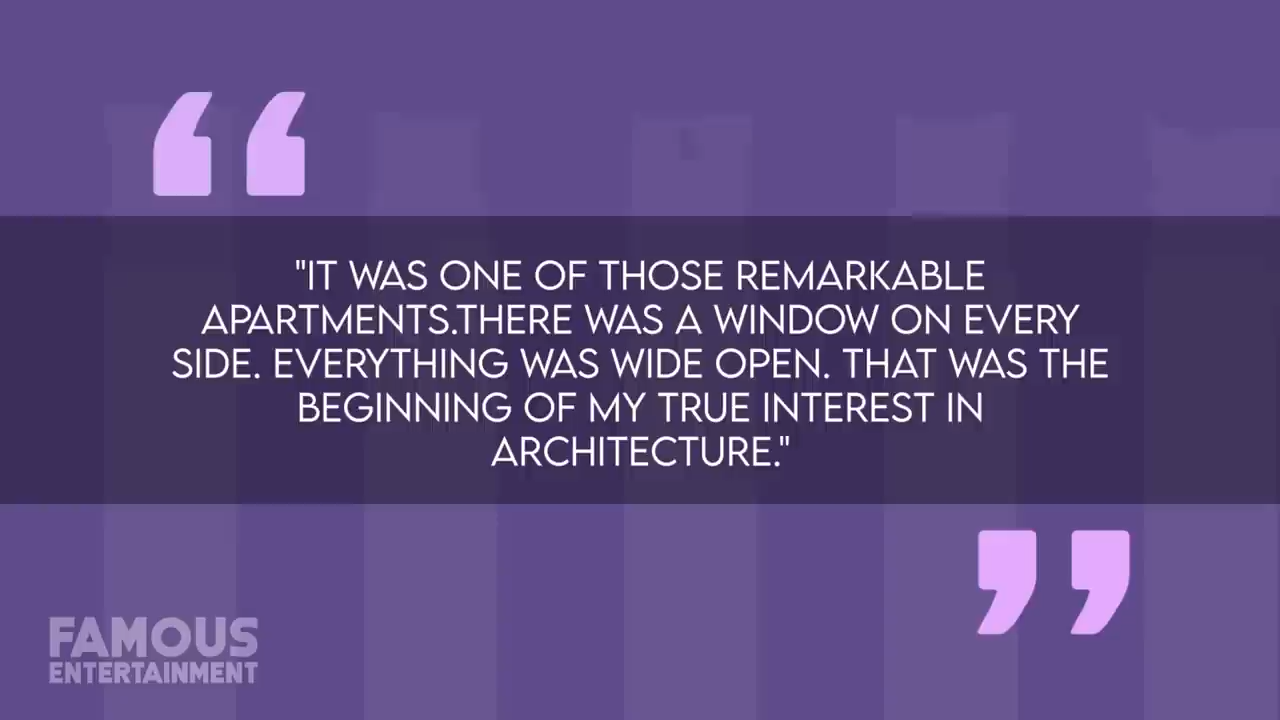 "IT WAS ONE OF THOSE REMARKABLE
APARTMENTS.THERE WAS A WINDOW ON EVERY
SIDE. EVERYTHING WAS WIDE OPEN. THAT WAS THE
BEGINNING OF MY TRUE INTEREST IN
ARCHITECTURE."
FAMOUS
ENTERTAINMENT